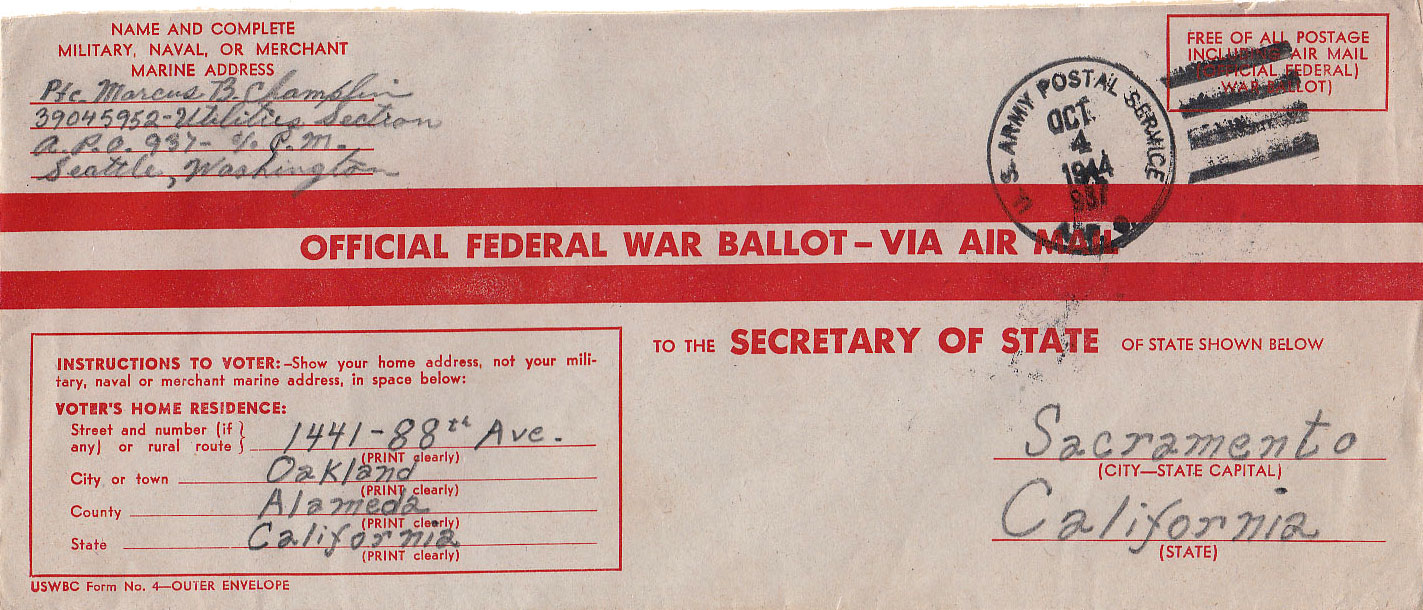 NAME AND COMPLETE
MILITARY, NAVAL, OR MERCHANT
MARINE ADDRESS
Pfc. Marcus B. Champlin
39045952-Utilities Section
A.P.O. 937- c/o P.M.
Seattle, Washington
FREE OF ALL POSTAGE
INCLUDING AIR MAIL
(OFFICIAL FEDERAL)
WAR BALLOT)
U.S. ARMY POSTAL SERVICE
OCT
4
1944
937
A.P.O.
OFFICIAL FEDERAL WAR BALLOT – VIA AIR MAIL
TO THE SECRETARY OF STATE OF STATE SHOWN BELOW
INSTRUCTIONS TO VOTER:–Show your home address, not your mili-
tary, naval or merchant marine address, in space below:
VOTER'S HOME RESIDENCE:
Street and number (if }
any) or rural route } 1441-88th Ave.
(PRINT clearly)
City or town Oakland
(PRINT clearly)
County Alameda
(PRINT clearly)
State California
(PRINT clearly)
Sacramento
(CITY—STATE CAPITAL)
California
(STATE)
USWBC Form No. 4—OUTER ENVELOPE